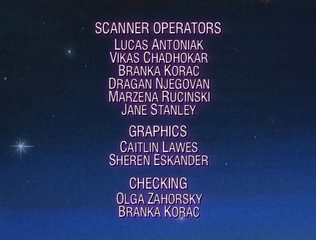 SCANNER OPERATORS
LUCAS ANTONIAK
VIKAS CHADHOKAR
BRANKA KORAC
DRAGAN NJEGOVAN
MARZENA RUCINSKI
JANE STANLEY
GRAPHICS
CAITLIN LAWES
SHEREN ESKANDER
CHECKING
OLGA ZAHORSKY
BRANKA KORAC